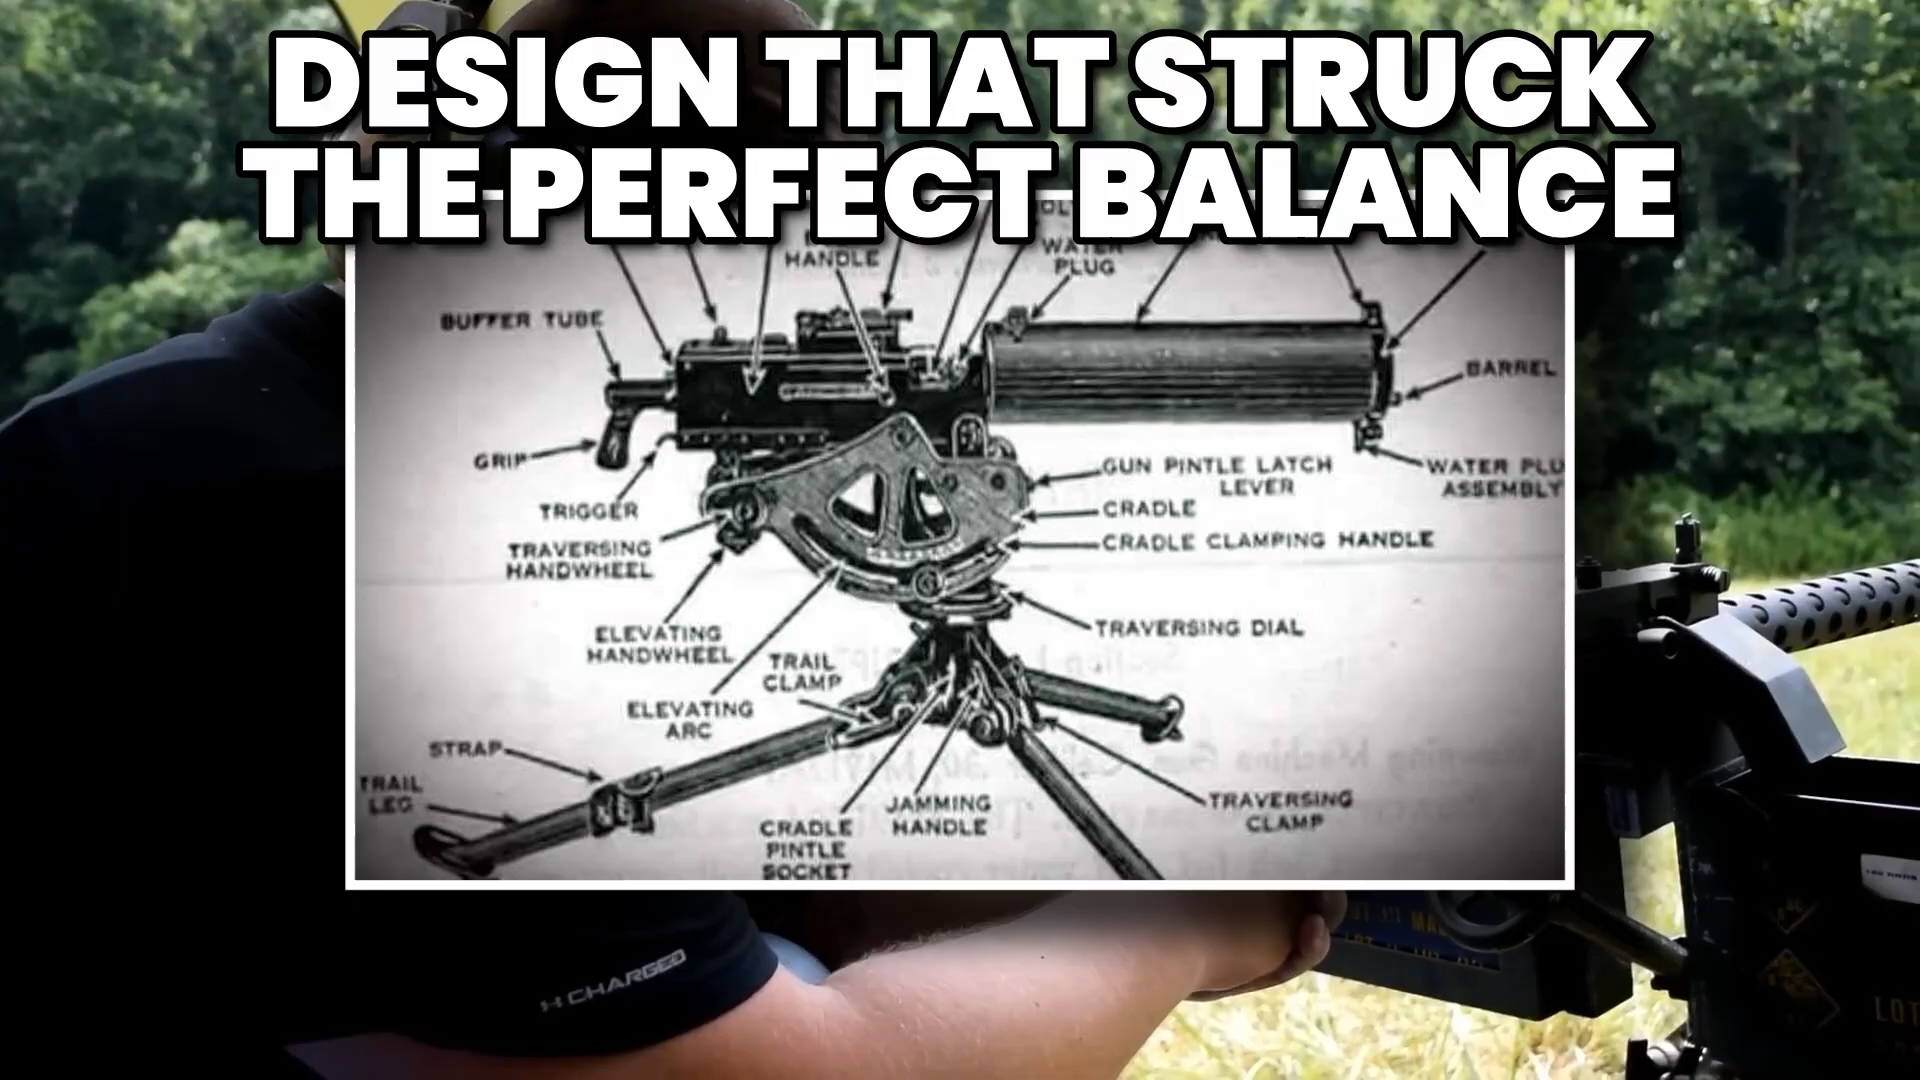 DESIGN THAT STRUCK
THE PERFECT BALANCE
HANDLE
WATER
PLUG
BUFFER TUBE
BARREL
GRIP
GUN PINTLE LATCH
LEVER
WATER PLU
ASSEMBLY
TRIGGER
CRADLE
CRADLE CLAMPING HANDLE
TRAVERSING
HANDWHEEL
TRAVERSING DIAL
ELEVATING
HANDWHEEL
TRAIL
CLAMP
ELEVATING
ARC
STRAP
TRAIL
LEG
JAMMING
HANDLE
TRAVERSING
CLAMP
CRADLE
PINTLE
SOCKET
CHARGED
LOT